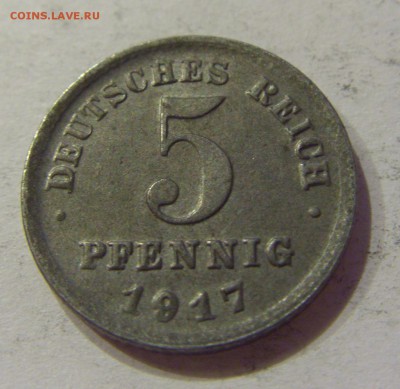 COINS.LAVE.RU
DEUTSCHES REICH
5
PFENNIG
1917